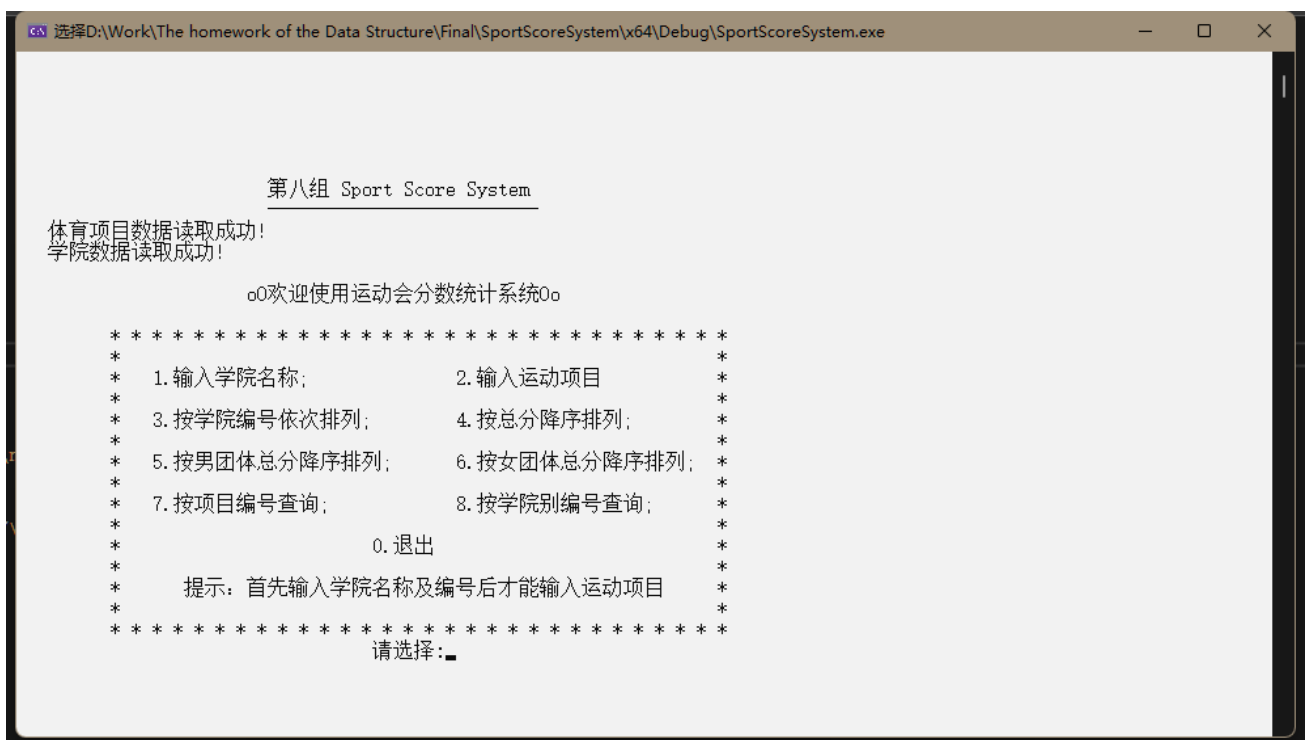 选择D:\Work\The homework of the Data Structure\Final\SportScoreSystem\x64\Debug\SportScoreSystem.exe
第八组 Sport Score System
体育项目数据读取成功!
学院数据读取成功!
oO欢迎使用运动会分数统计系统Oo
* * * * * * * * * * * * * * * * * * * * * * * * * * * * * *
* *
* 1.输入学院名称; 2.输入运动项目 *
* *
* 3.按学院编号依次排列; 4.按总分降序排列; *
* *
* 5.按男团体总分降序排列; 6.按女团体总分降序排列; *
* *
* 7.按项目编号查询; 8.按学院别编号查询; *
* *
* 0.退出 *
* *
* 提示：首先输入学院名称及编号后才能输入运动项目 *
* *
* * * * * * * * * * * * * * * * * * * * * * * * * * * * * *
请选择: